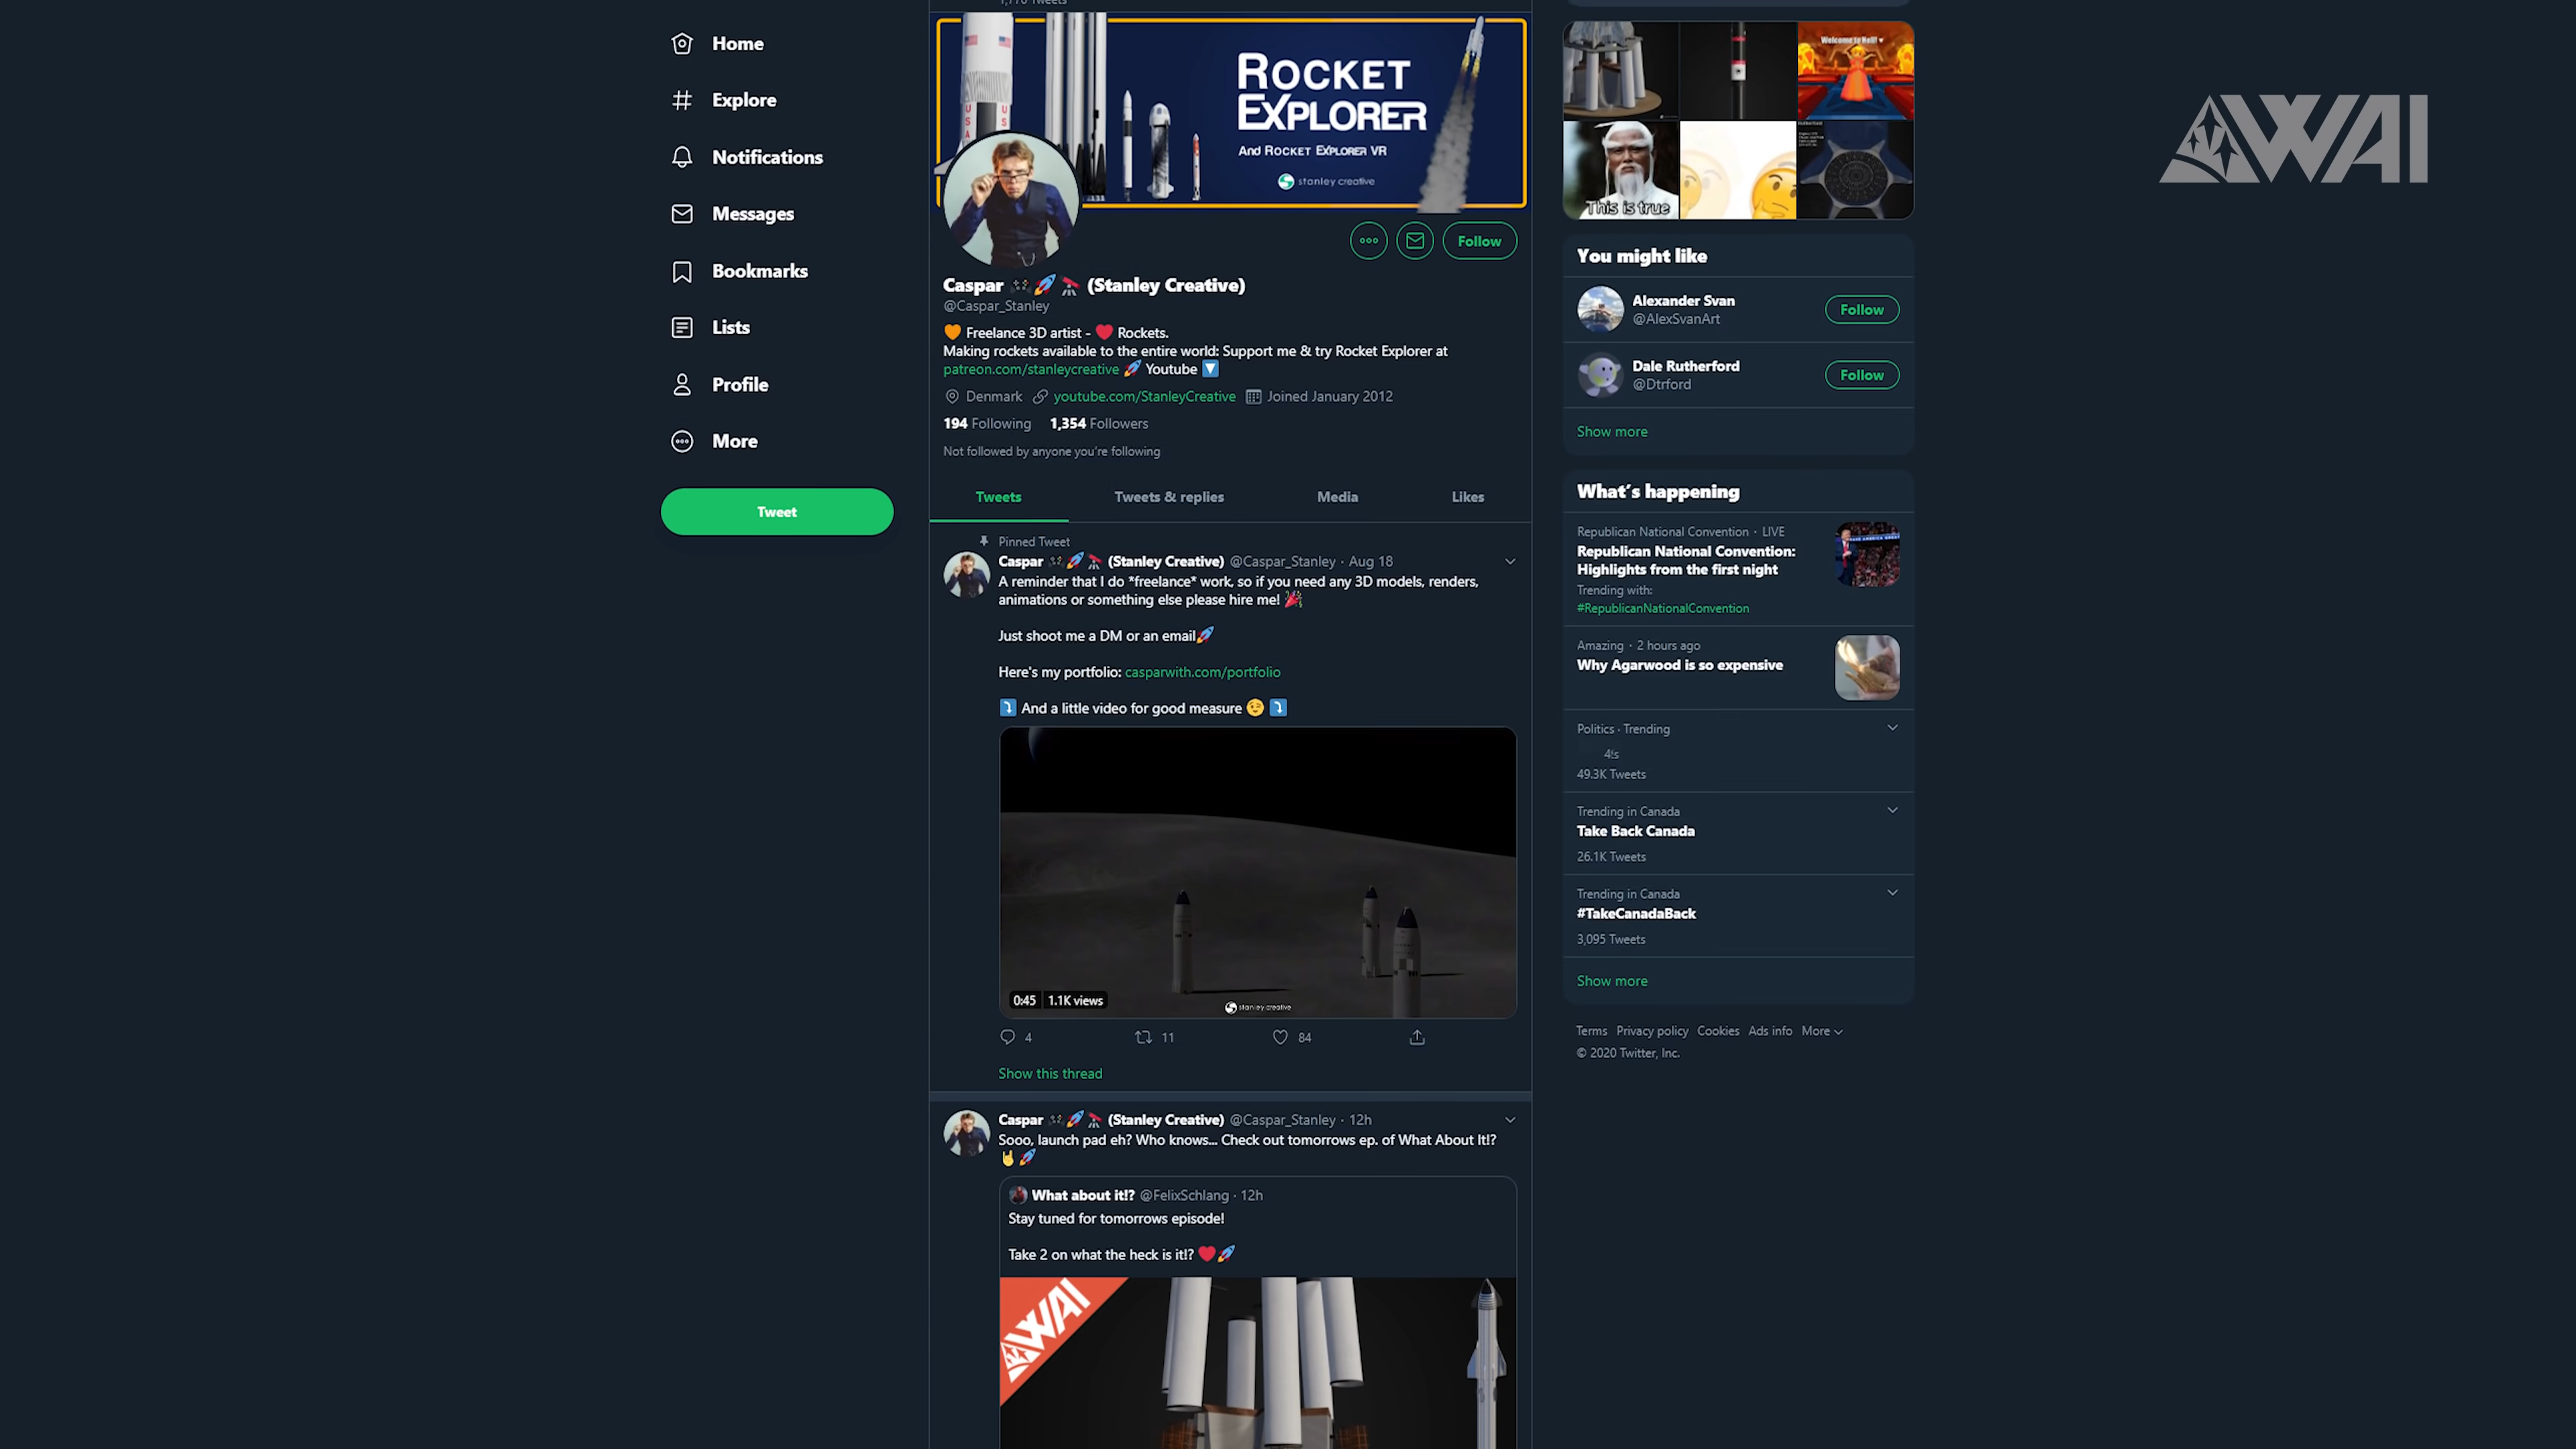 Home
Explore
Notifications
Messages
Bookmarks
Lists
Profile
More
Tweet
ROCKET
EXPLORER
And ROCKET EXPLORER VR
stanley creative
USA
US
Follow
Caspar 🎮🚀🔭 (Stanley Creative)
@Caspar_Stanley
🧡 Freelance 3D artist - ❤️ Rockets.
Making rockets available to the entire world: Support me & try Rocket Explorer at
patreon.com/stanleycreative 🚀 Youtube 🔽
Denmark youtube.com/StanleyCreative Joined January 2012
194 Following 1,354 Followers
Not followed by anyone you're following
Tweets Tweets & replies Media Likes
Pinned Tweet
Caspar 🎮🚀🔭 (Stanley Creative) @Caspar_Stanley · Aug 18
A reminder that I do *freelance* work, so if you need any 3D models, renders,
animations or something else please hire me! 🎉
Just shoot me a DM or an email🚀
Here's my portfolio: casparwith.com/portfolio
⤵️ And a little video for good measure 😉 ⤵️
0:45 1.1K views
stanley creative
4 11 84
Show this thread
Caspar 🎮🚀🔭 (Stanley Creative) @Caspar_Stanley · 12h
Sooo, launch pad eh? Who knows... Check out tomorrows ep. of What About It!?
🤘🚀
What about it!? @FelixSchlang · 12h
Stay tuned for tomorrows episode!
Take 2 on what the heck is it!? ❤️🚀
WAI
Welcome to Hell! ♥
This is true
You might like
Alexander Svan
@AlexSvanArt
Follow
Dale Rutherford
@Dtrford
Follow
Show more
What's happening
Republican National Convention · LIVE
Republican National Convention:
Highlights from the first night
Trending with:
#RepublicanNationalConvention
Amazing · 2 hours ago
Why Agarwood is so expensive
Politics · Trending
49.3K Tweets
Trending in Canada
Take Back Canada
26.1K Tweets
Trending in Canada
#TakeCanadaBack
3,095 Tweets
Show more
Terms Privacy policy Cookies Ads info More
© 2020 Twitter, Inc.
WAI